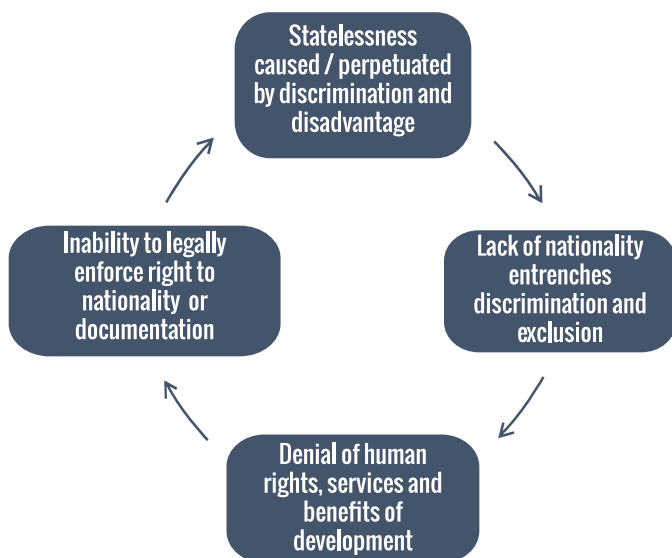 Statelessness
caused / perpetuated
by discrimination and
disadvantage
Lack of nationality
entrenches
discrimination and
exclusion
Denial of human
rights, services and
benefits of
development
Inability to legally
enforce right to
nationality or
documentation